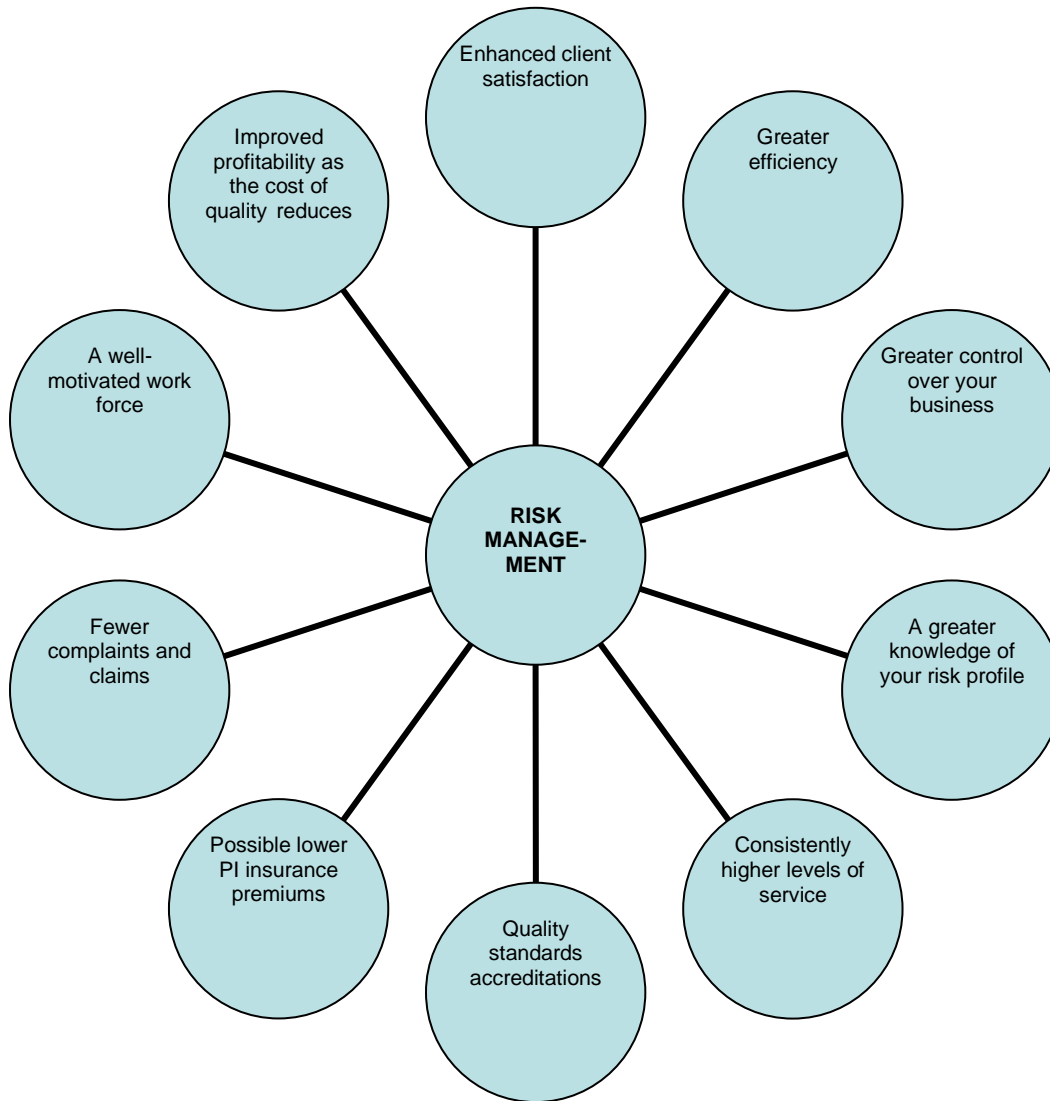 Enhanced client
satisfaction
Greater
efficiency
Greater control
over your
business
A greater
knowledge of
your risk profile
Consistently
higher levels of
service
Quality
standards
accreditations
Possible lower
PI insurance
premiums
Fewer
complaints and
claims
A well-
motivated work
force
Improved
profitability as
the cost of
quality reduces
RISK
MANAGE-
MENT